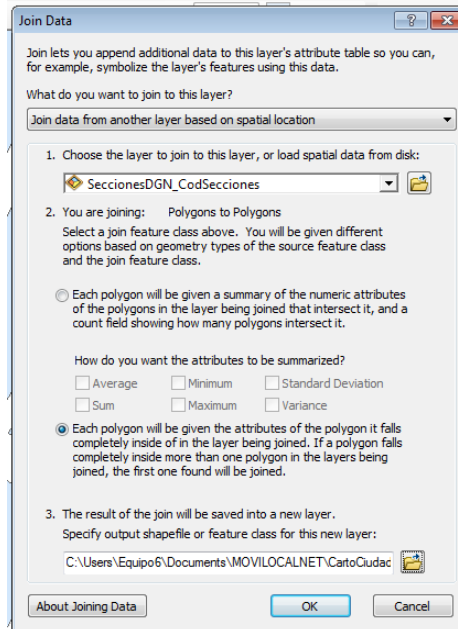 Join Data
Join lets you append additional data to this layer's attribute table so you can,
for example, symbolize the layer's features using this data.
What do you want to join to this layer?
Join data from another layer based on spatial location
1. Choose the layer to join to this layer, or load spatial data from disk:
SeccionesDGN_CodSecciones
2. You are joining: Polygons to Polygons
Select a join feature class above. You will be given different
options based on geometry types of the source feature class
and the join feature class.
Each polygon will be given a summary of the numeric attributes
of the polygons in the layer being joined that intersect it, and a
count field showing how many polygons intersect it.
How do you want the attributes to be summarized?
Average Minimum Standard Deviation
Sum Maximum Variance
Each polygon will be given the attributes of the polygon it falls
completely inside of in the layer being joined. If a polygon falls
completely inside more than one polygon in the layers being
joined, the first one found will be joined.
3. The result of the join will be saved into a new layer.
Specify output shapefile or feature class for this new layer:
C:\Users\Equipo6\Documents\MOVILOCALNET\CartoCiudac
About Joining Data OK Cancel